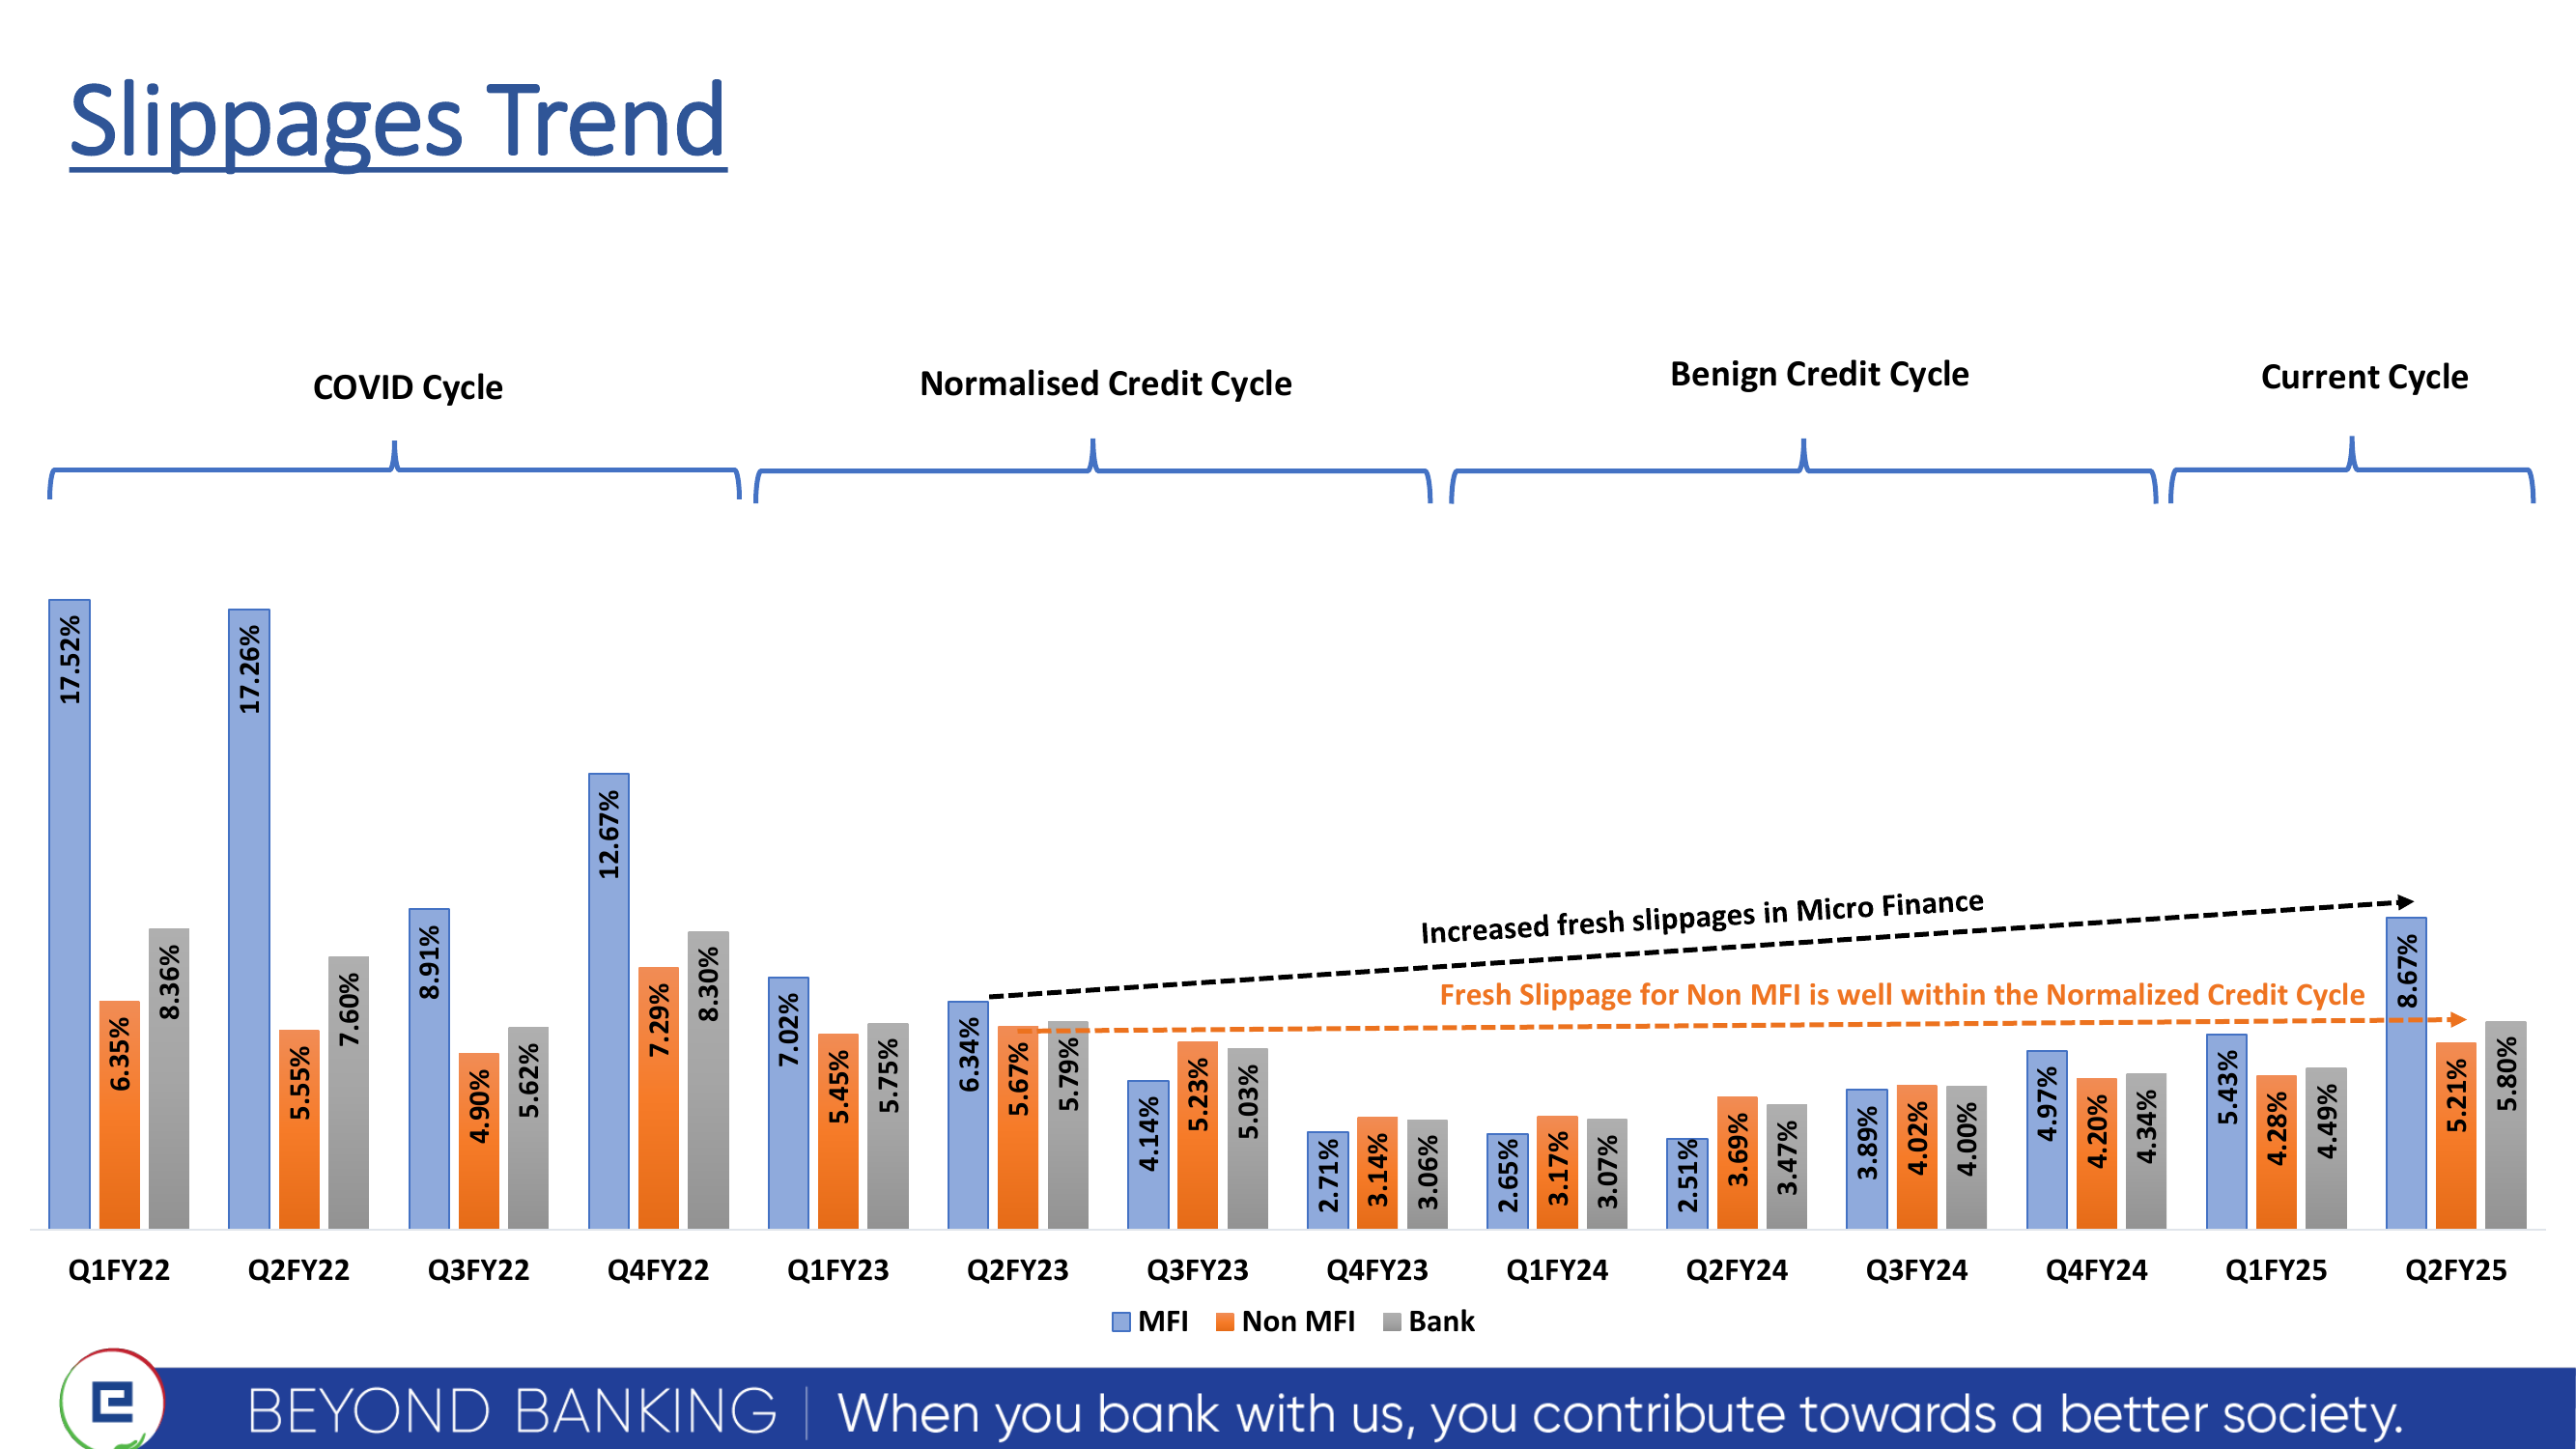 Slippages Trend
COVID Cycle
Normalised Credit Cycle
Benign Credit Cycle
Current Cycle
17.52%
6.35%
8.36%
17.26%
5.55%
7.60%
8.91%
4.90%
5.62%
12.67%
7.29%
8.30%
7.02%
5.45%
5.75%
6.34%
5.67%
5.79%
4.14%
5.23%
5.03%
2.71%
3.14%
3.06%
2.65%
3.17%
3.07%
2.51%
3.69%
3.47%
3.89%
4.02%
4.00%
4.97%
4.20%
4.34%
5.43%
4.28%
4.49%
8.67%
5.21%
5.80%
Increased fresh slippages in Micro Finance
Fresh Slippage for Non MFI is well within the Normalized Credit Cycle
Q1FY22
Q2FY22
Q3FY22
Q4FY22
Q1FY23
Q2FY23
Q3FY23
Q4FY23
Q1FY24
Q2FY24
Q3FY24
Q4FY24
Q1FY25
Q2FY25
MFI
Non MFI
Bank
BEYOND BANKING | When you bank with us, you contribute towards a better society.